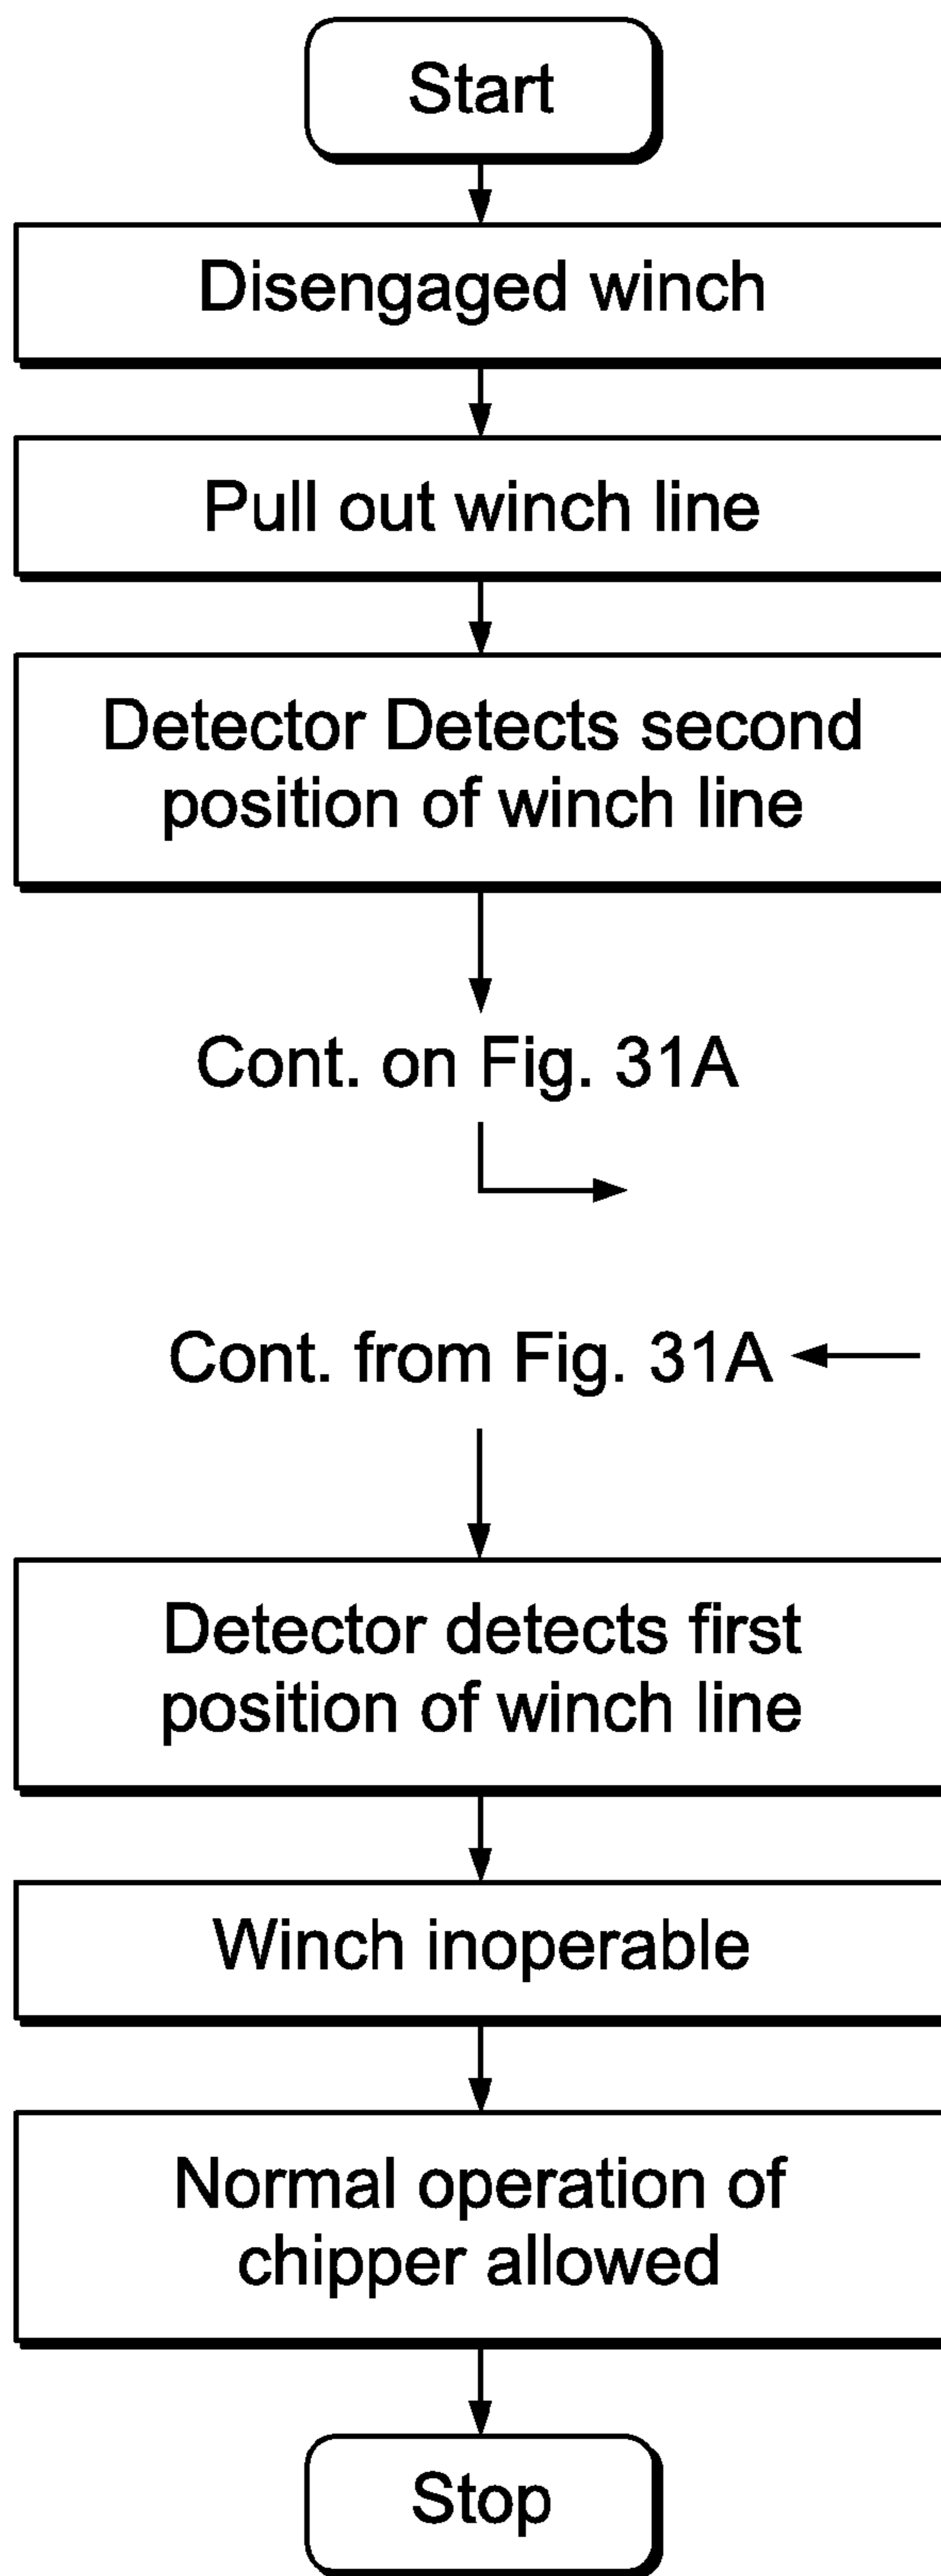 Start
Disengaged winch
Pull out winch line
Detector Detects second
position of winch line
Cont. on Fig. 31A
Cont. from Fig. 31A
Detector detects first
position of winch line
Winch inoperable
Normal operation of
chipper allowed
Stop